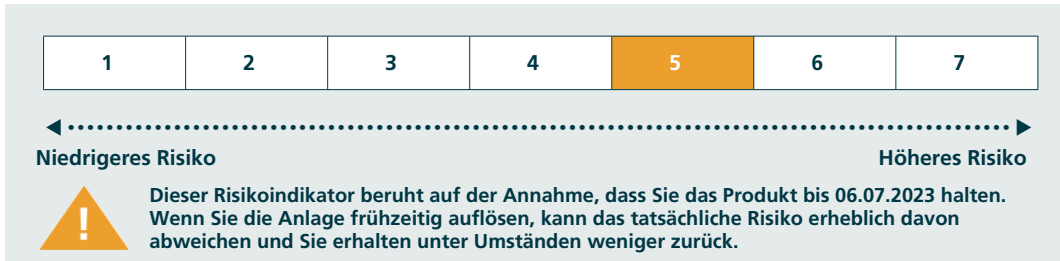 1 2 3 4 5 6 7
Niedrigeres Risiko Höheres Risiko
!
Dieser Risikoindikator beruht auf der Annahme, dass Sie das Produkt bis 06.07.2023 halten.
Wenn Sie die Anlage frühzeitig auflösen, kann das tatsächliche Risiko erheblich davon
abweichen und Sie erhalten unter Umständen weniger zurück.